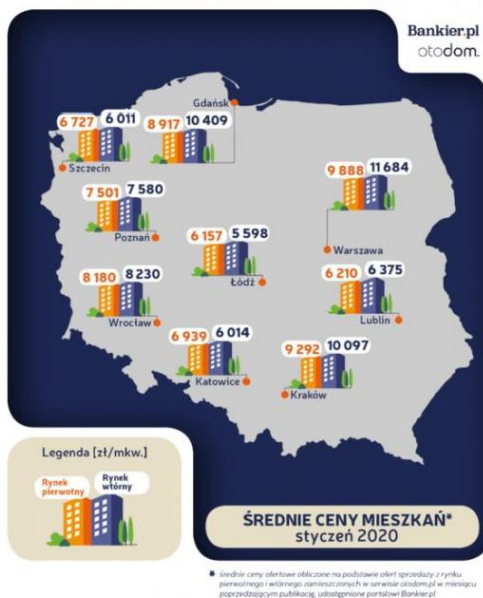 Bankier.pl
otodom.
Gdańsk
6 727 6 011
8 917 10 409
Szczecin
9 888 11 684
7 501 7 580
Poznań
6 157 5 598
Warszawa
Łódź
6 210 6 375
8 180 8 230
Wrocław
Lublin
6 939 6 014
9 292 10 097
Katowice
Kraków
Legenda [zł/mkw.]
Rynek pierwotny
Rynek wtórny
ŚREDNIE CENY MIESZKAŃ*
styczeń 2020
* średnie ceny ofertowe obliczone na podstawie ofert sprzedaży z rynku
pierwotnego i wtórnego zamieszczonych w serwisie otodom.pl w miesiącu
poprzedzającym publikację, udostępnione portalowi Bankier.pl